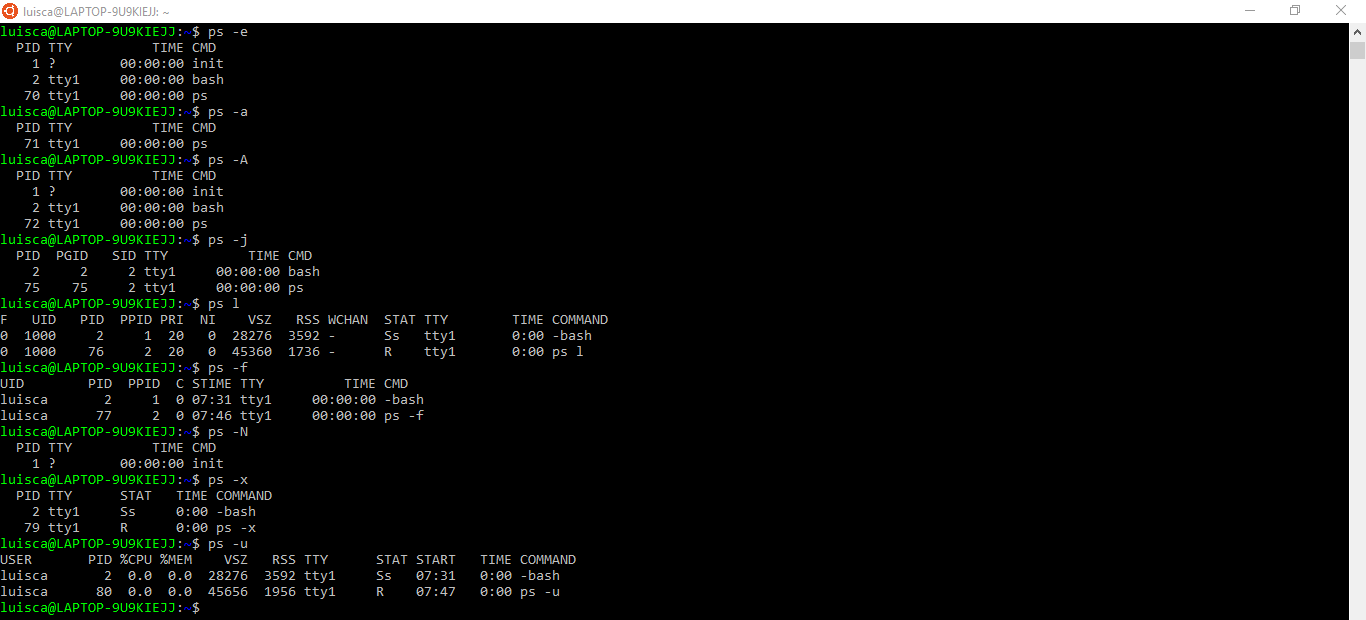 luisca@LAPTOP-9U9KIEJJ: ~
luisca@LAPTOP-9U9KIEJJ:~$ ps -e
  PID TTY          TIME CMD
    1 ?        00:00:00 init
    2 tty1     00:00:00 bash
   70 tty1     00:00:00 ps
luisca@LAPTOP-9U9KIEJJ:~$ ps -a
  PID TTY          TIME CMD
   71 tty1     00:00:00 ps
luisca@LAPTOP-9U9KIEJJ:~$ ps -A
  PID TTY          TIME CMD
    1 ?        00:00:00 init
    2 tty1     00:00:00 bash
   72 tty1     00:00:00 ps
luisca@LAPTOP-9U9KIEJJ:~$ ps -j
  PID  PGID   SID TTY          TIME CMD
    2     2     2 tty1     00:00:00 bash
   75    75     2 tty1     00:00:00 ps
luisca@LAPTOP-9U9KIEJJ:~$ ps l
F   UID   PID  PPID PRI  NI    VSZ   RSS WCHAN  STAT TTY        TIME COMMAND
0  1000     2     1  20   0  28276  3592 -      Ss   tty1       0:00 -bash
0  1000    76     2  20   0  45360  1736 -      R    tty1       0:00 ps l
luisca@LAPTOP-9U9KIEJJ:~$ ps -f
UID        PID  PPID  C STIME TTY          TIME CMD
luisca       2     1  0 07:31 tty1     00:00:00 -bash
luisca      77     2  0 07:46 tty1     00:00:00 ps -f
luisca@LAPTOP-9U9KIEJJ:~$ ps -N
  PID TTY          TIME CMD
    1 ?        00:00:00 init
luisca@LAPTOP-9U9KIEJJ:~$ ps -x
  PID TTY      STAT   TIME COMMAND
    2 tty1     Ss     0:00 -bash
   79 tty1     R      0:00 ps -x
luisca@LAPTOP-9U9KIEJJ:~$ ps -u
USER       PID %CPU %MEM    VSZ   RSS TTY      STAT START   TIME COMMAND
luisca       2  0.0  0.0  28276  3592 tty1     Ss   07:31   0:00 -bash
luisca      80  0.0  0.0  45656  1956 tty1     R    07:47   0:00 ps -u
luisca@LAPTOP-9U9KIEJJ:~$